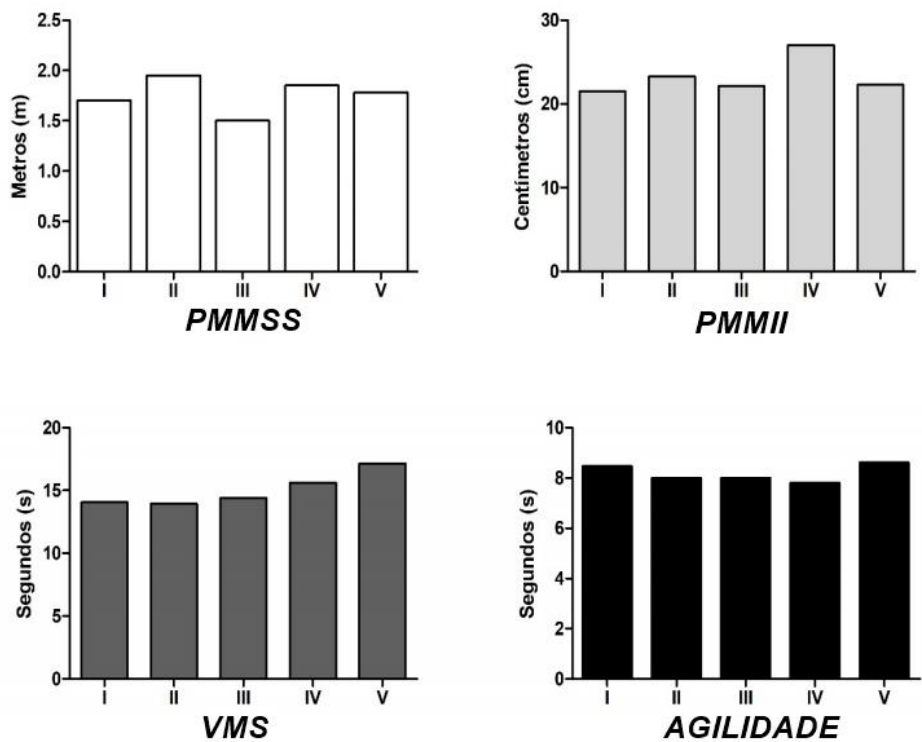 Metros (m)
2.5
2.0
1.5
1.0
0.5
0.0
I II III IV V
PMMSS
Centímetros (cm)
30
20
10
0
I II III IV V
PMMII
Segundos (s)
20
15
10
5
0
I II III IV V
VMS
Segundos (s)
10
8
6
4
2
0
I II III IV V
AGILIDADE